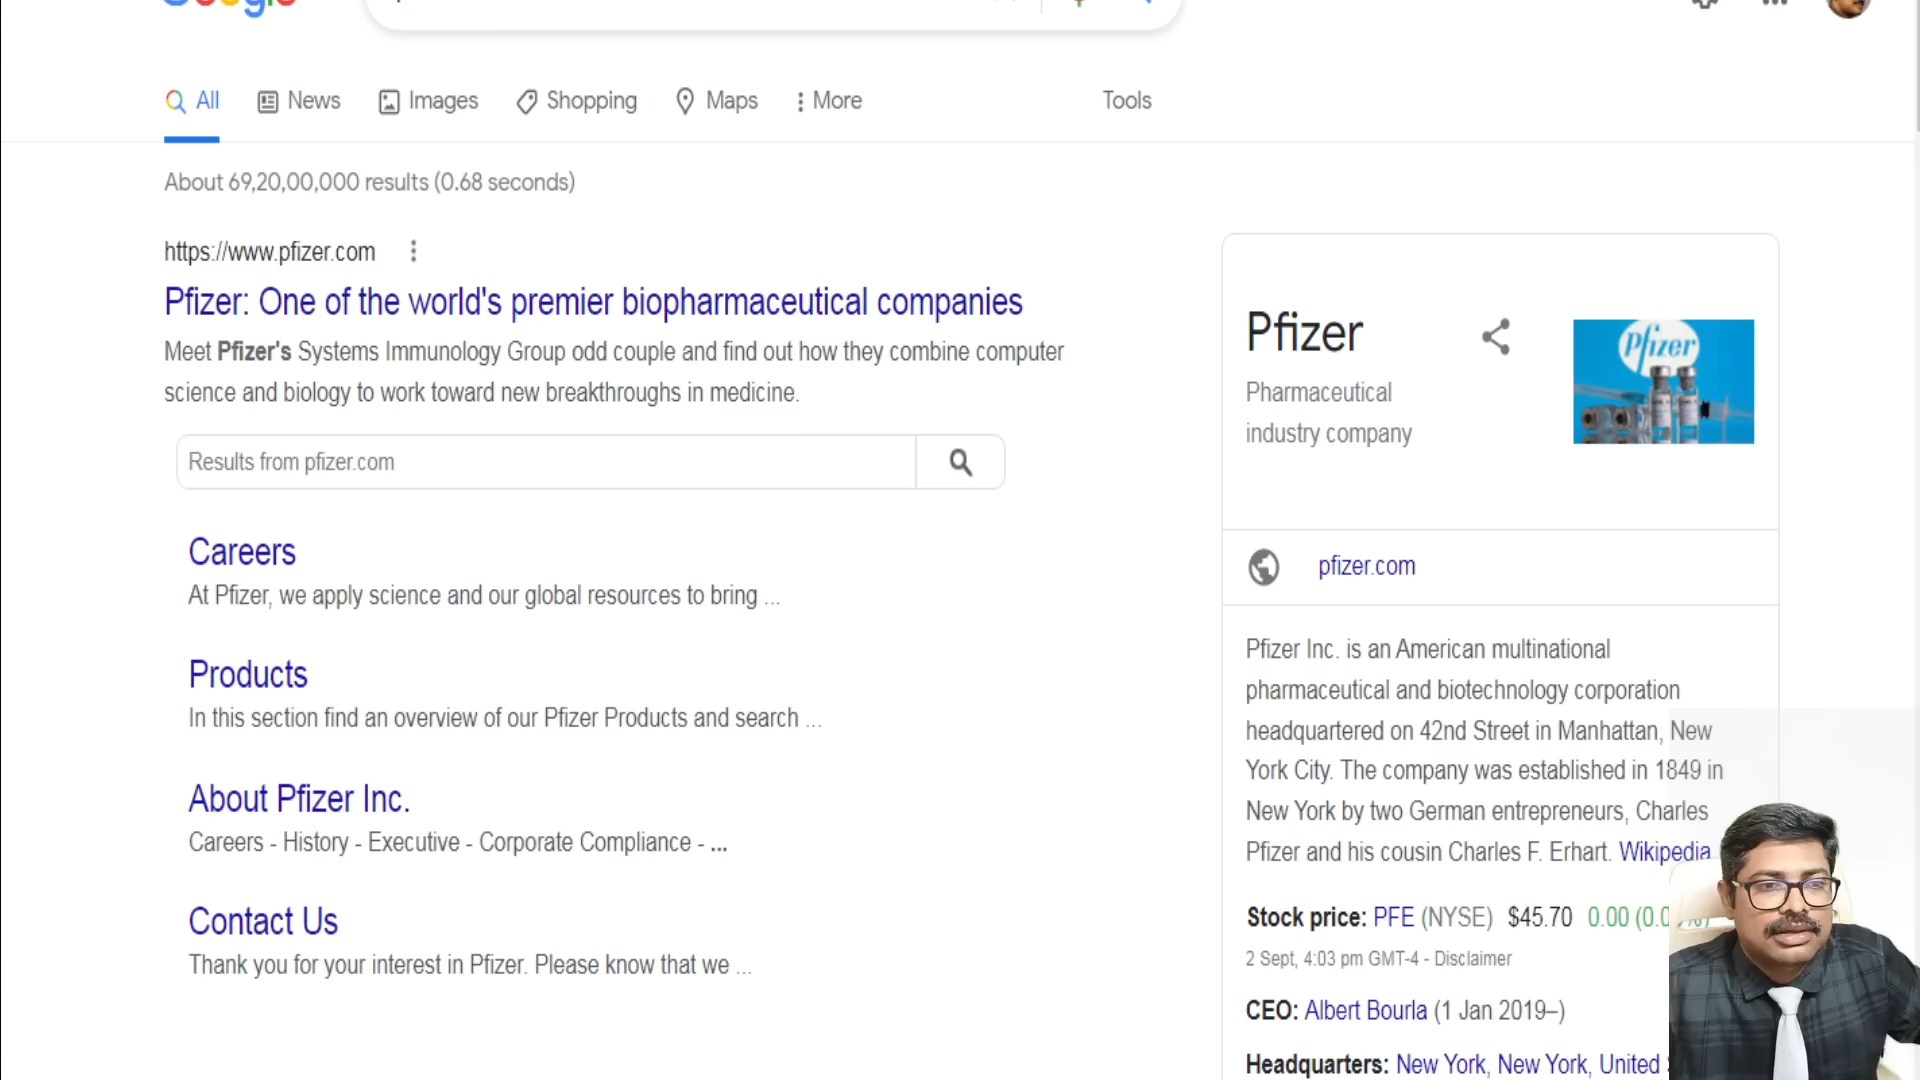 Google
All
News
Images
Shopping
Maps
More
Tools
About 69,20,00,000 results (0.68 seconds)
https://www.pfizer.com
Pfizer: One of the world's premier biopharmaceutical companies
Meet Pfizer's Systems Immunology Group odd couple and find out how they combine computer
science and biology to work toward new breakthroughs in medicine.
Results from pfizer.com
Careers
At Pfizer, we apply science and our global resources to bring ...
Products
In this section find an overview of our Pfizer Products and search ...
About Pfizer Inc.
Careers - History - Executive - Corporate Compliance - ...
Contact Us
Thank you for your interest in Pfizer. Please know that we ...
Pfizer
Pharmaceutical
industry company
Pfizer
pfizer.com
Pfizer Inc. is an American multinational
pharmaceutical and biotechnology corporation
headquartered on 42nd Street in Manhattan, New
York City. The company was established in 1849 in
New York by two German entrepreneurs, Charles
Pfizer and his cousin Charles F. Erhart. Wikipedia
Stock price: PFE (NYSE) $45.70 0.00
2 Sept, 4:03 pm GMT-4 - Disclaimer
CEO: Albert Bourla (1 Jan 2019–)
Headquarters: New York, New York, United